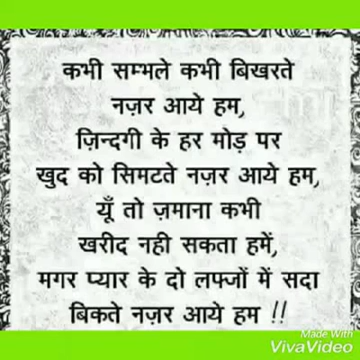 कभी सम्भले कभी बिखरते
नज़र आये हम,
ज़िन्दगी के हर मोड़ पर
खुद को सिमटते नज़र आये हम,
यूँ तो ज़माना कभी
खरीद नही सकता हमें,
मगर प्यार के दो लफ्जों में सदा
बिकते नज़र आये हम !!
Made With
VivaVideo